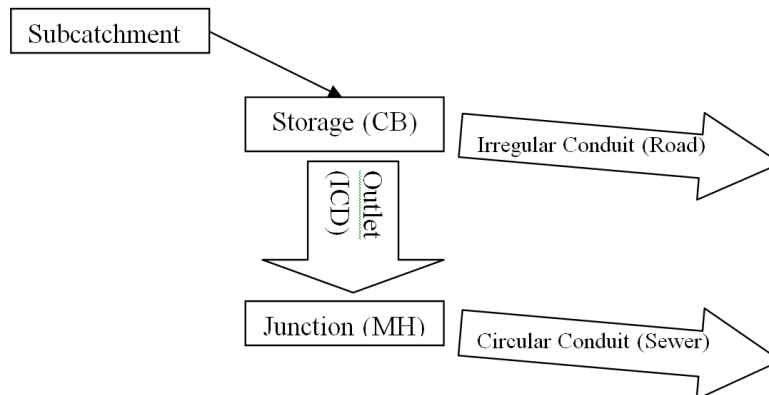 Subcatchment
Storage (CB)
Irregular Conduit (Road)
Outlet
(ICD)
Junction (MH)
Circular Conduit (Sewer)